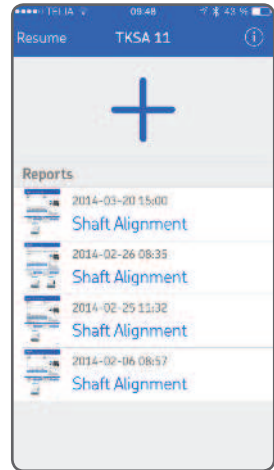 TELIA 09:48 43 %
Resume TKSA 11
Reports
2014-03-20 15:00
Shaft Alignment
2014-02-26 08:35
Shaft Alignment
2014-02-25 11:32
Shaft Alignment
2014-02-06 08:57
Shaft Alignment